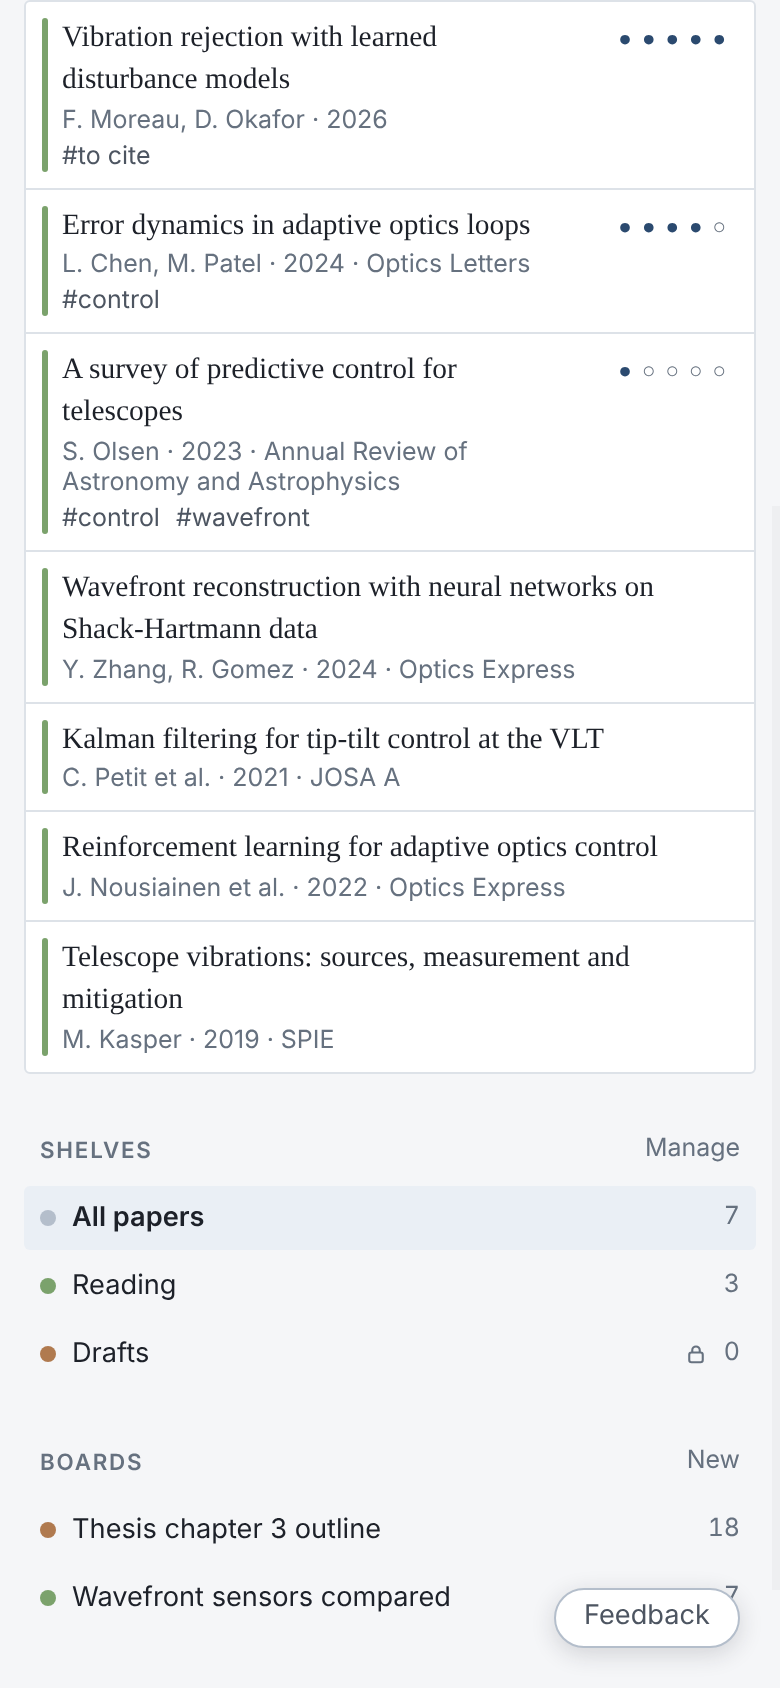 Vibration rejection with learned
disturbance models
F. Moreau, D. Okafor · 2026
#to cite
Error dynamics in adaptive optics loops
L. Chen, M. Patel · 2024 · Optics Letters
#control
A survey of predictive control for
telescopes
S. Olsen · 2023 · Annual Review of
Astronomy and Astrophysics
#control #wavefront
Wavefront reconstruction with neural networks on
Shack-Hartmann data
Y. Zhang, R. Gomez · 2024 · Optics Express
Kalman filtering for tip-tilt control at the VLT
C. Petit et al. · 2021 · JOSA A
Reinforcement learning for adaptive optics control
J. Nousiainen et al. · 2022 · Optics Express
Telescope vibrations: sources, measurement and
mitigation
M. Kasper · 2019 · SPIE
SHELVES Manage
All papers 7
Reading 3
Drafts 0
BOARDS New
Thesis chapter 3 outline 18
Wavefront sensors compared 7
Feedback